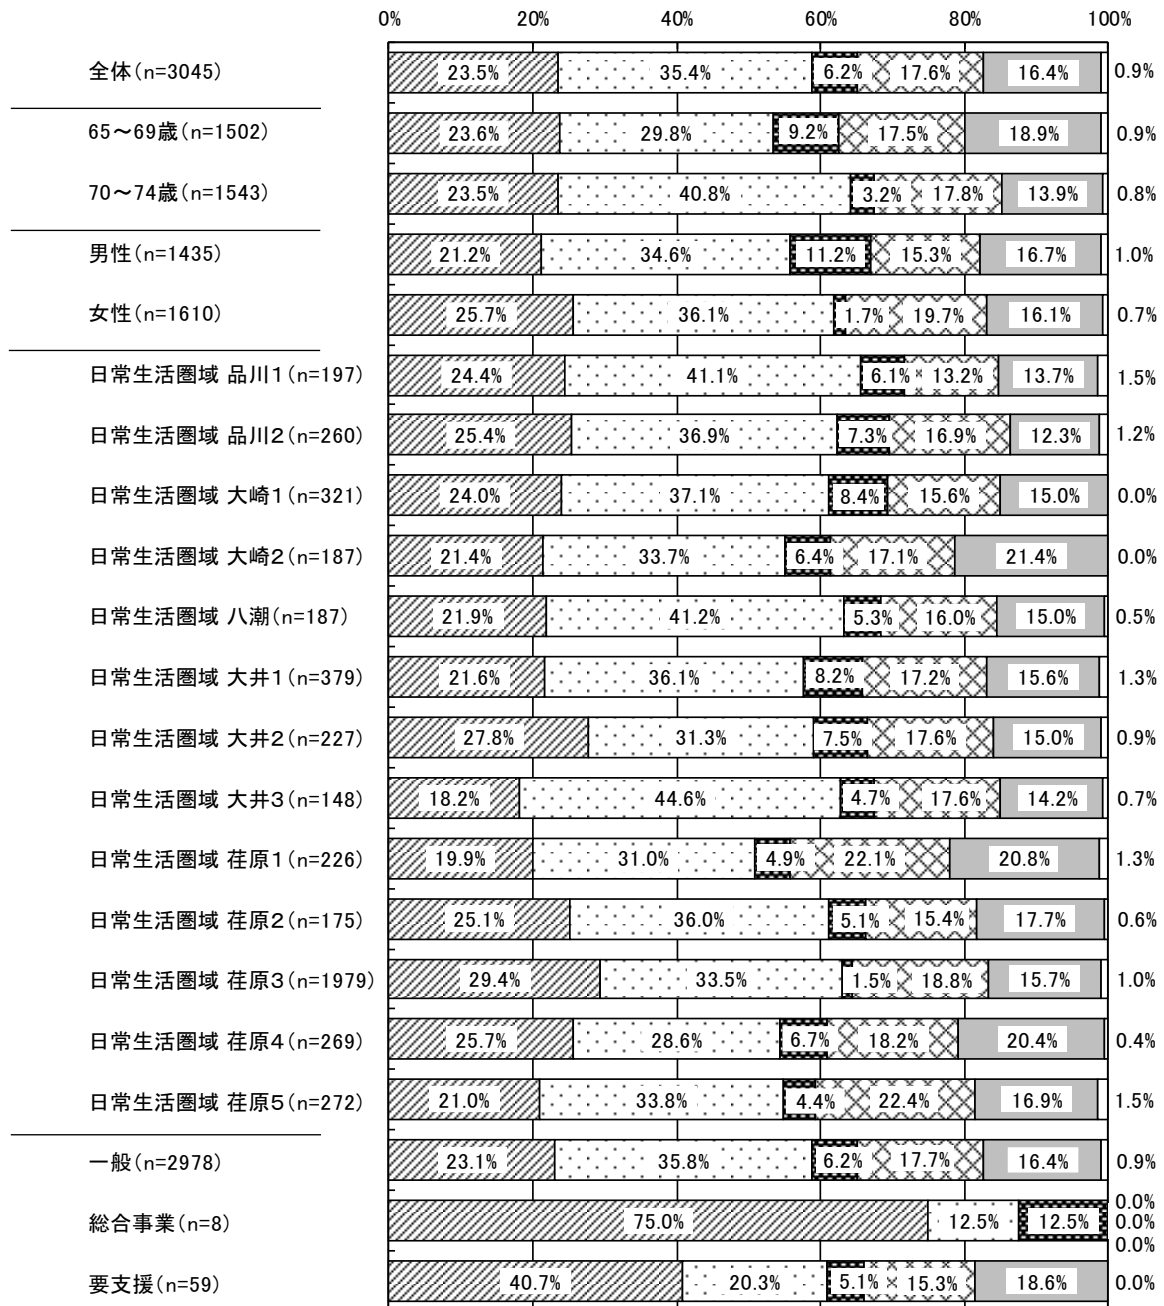 0% 20% 40% 60% 80% 100%
全体（n=3045） 23.5% 35.4% 6.2% 17.6% 16.4% 0.9%
65～69歳（n=1502） 23.6% 29.8% 9.2% 17.5% 18.9% 0.9%
70～74歳（n=1543） 23.5% 40.8% 3.2% 17.8% 13.9% 0.8%
男性（n=1435） 21.2% 34.6% 11.2% 15.3% 16.7% 1.0%
女性（n=1610） 25.7% 36.1% 1.7% 19.7% 16.1% 0.7%
日常生活圏域 品川１（n=197） 24.4% 41.1% 6.1% 13.2% 13.7% 1.5%
日常生活圏域 品川２（n=260） 25.4% 36.9% 7.3% 16.9% 12.3% 1.2%
日常生活圏域 大崎１（n=321） 24.0% 37.1% 8.4% 15.6% 15.0% 0.0%
日常生活圏域 大崎２（n=187） 21.4% 33.7% 6.4% 17.1% 21.4% 0.0%
日常生活圏域 八潮（n=187） 21.9% 41.2% 5.3% 16.0% 15.0% 0.5%
日常生活圏域 大井１（n=379） 21.6% 36.1% 8.2% 17.2% 15.6% 1.3%
日常生活圏域 大井２（n=227） 27.8% 31.3% 7.5% 17.6% 15.0% 0.9%
日常生活圏域 大井３（n=148） 18.2% 44.6% 4.7% 17.6% 14.2% 0.7%
日常生活圏域 荏原１（n=226） 19.9% 31.0% 4.9% 22.1% 20.8% 1.3%
日常生活圏域 荏原２（n=175） 25.1% 36.0% 5.1% 15.4% 17.7% 0.6%
日常生活圏域 荏原３（n=1979） 29.4% 33.5% 1.5% 18.8% 15.7% 1.0%
日常生活圏域 荏原４（n=269） 25.7% 28.6% 6.7% 18.2% 20.4% 0.4%
日常生活圏域 荏原５（n=272） 21.0% 33.8% 4.4% 22.4% 16.9% 1.5%
一般（n=2978） 23.1% 35.8% 6.2% 17.7% 16.4% 0.9%
総合事業（n=8） 75.0% 12.5% 12.5% 0.0% 0.0% 0.0%
要支援（n=59） 40.7% 20.3% 5.1% 15.3% 18.6% 0.0%